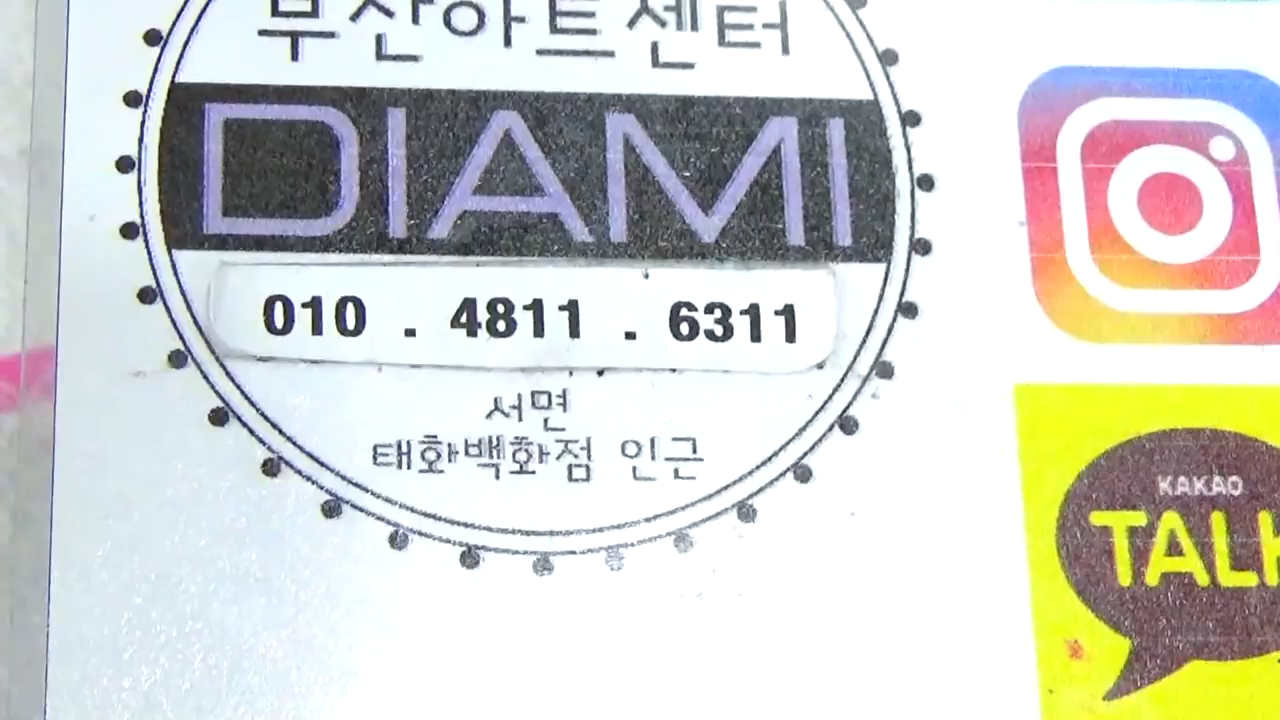 부산아트센터
DIAMI
010 . 4811 . 6311
서면
태화백화점 인근
KAKAO
TALK